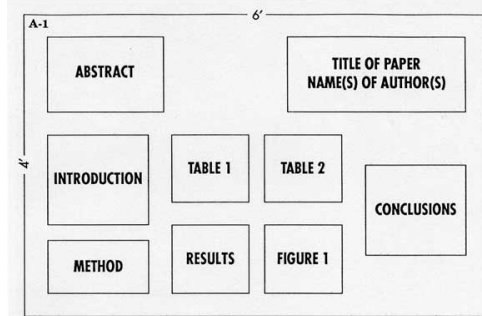 6'
A-1
ABSTRACT
TITLE OF PAPER
NAME(S) OF AUTHOR(S)
4'
INTRODUCTION
TABLE 1
TABLE 2
CONCLUSIONS
METHOD
RESULTS
FIGURE 1